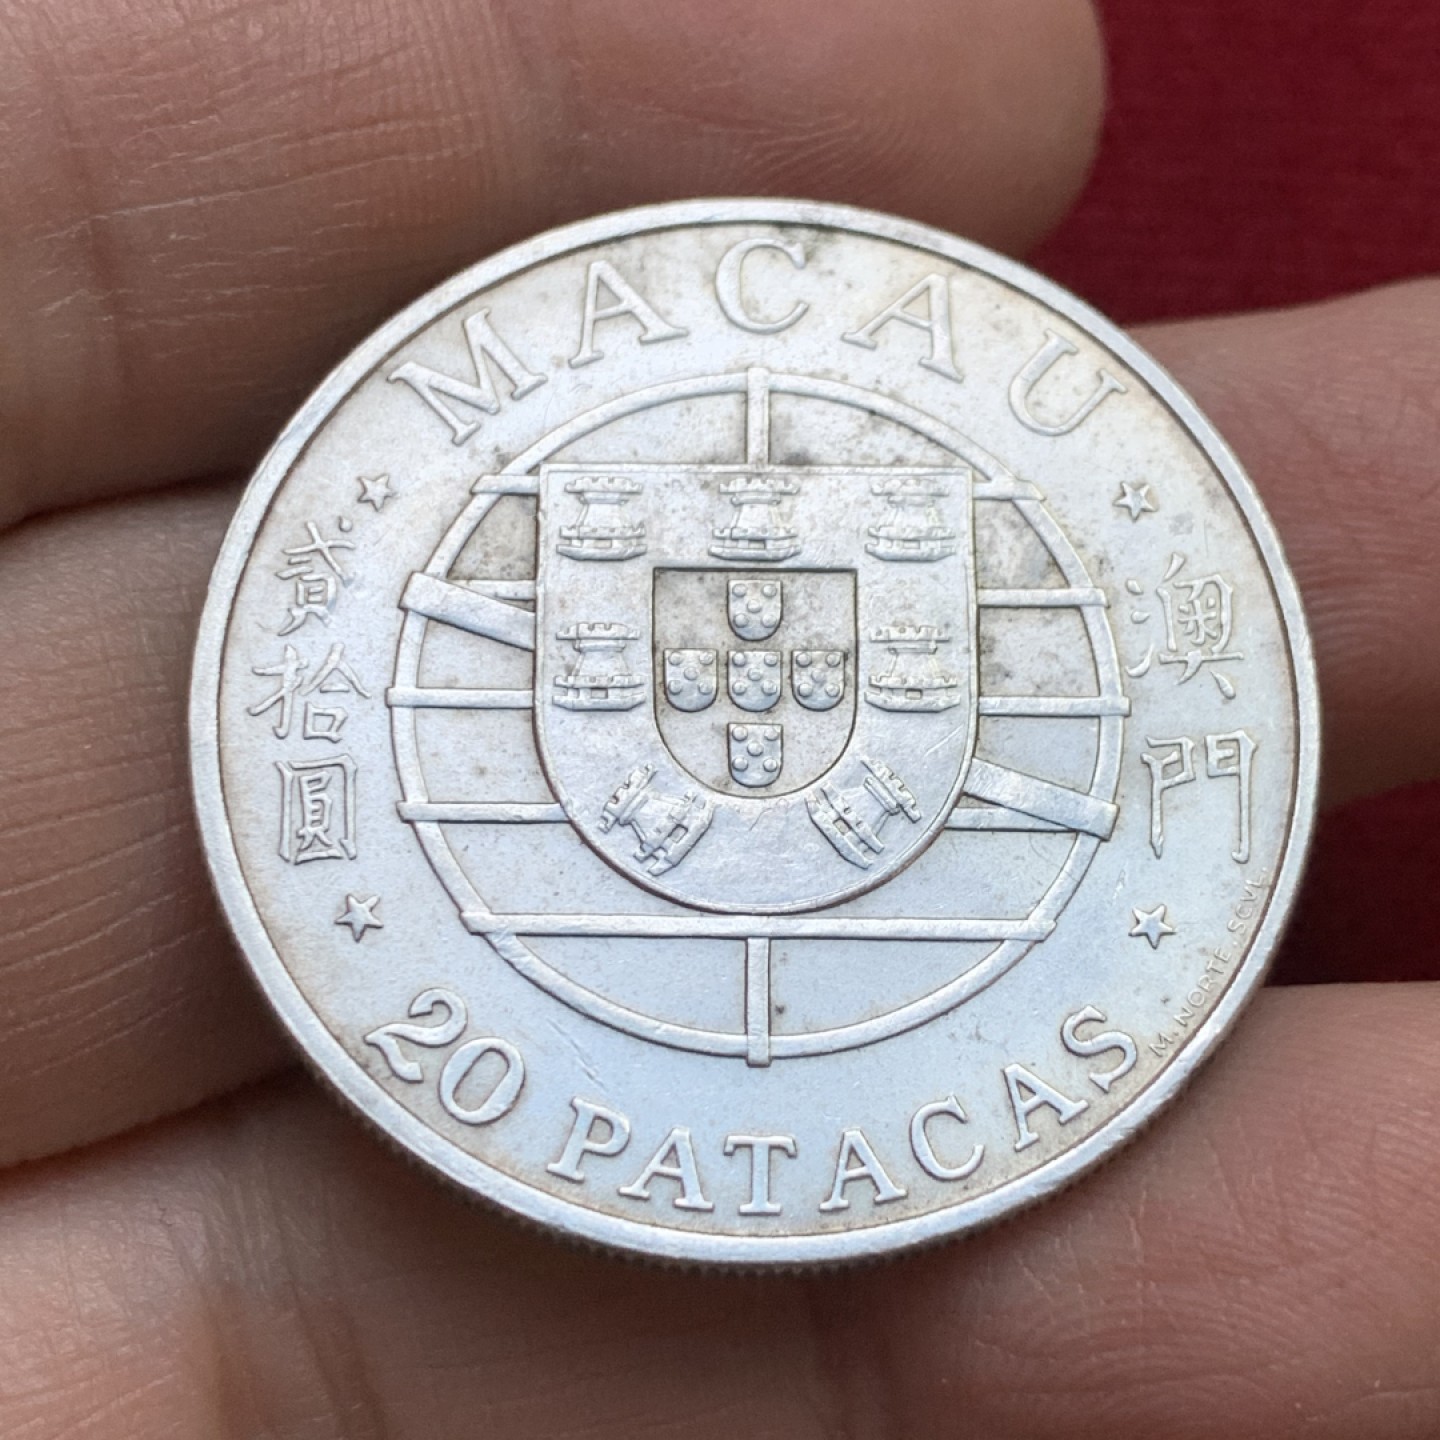 MACAU
貳拾圓
澳門
20 PATACAS
M. NORTE. SCVL.